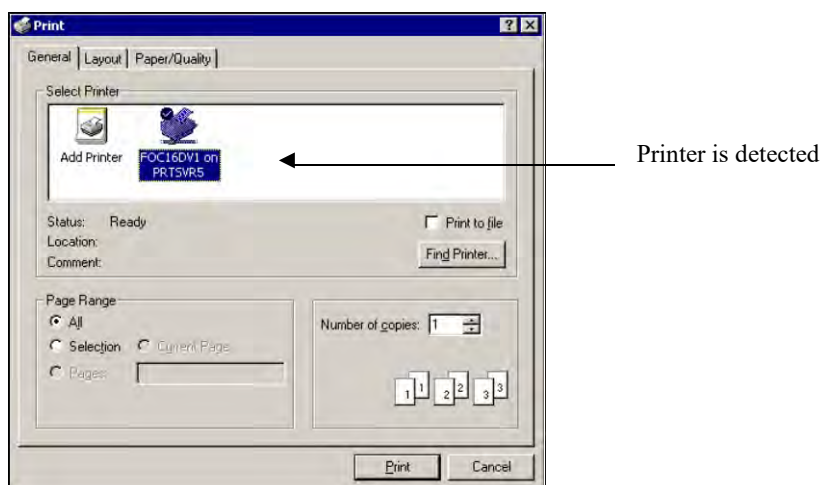 Print
General Layout Paper/Quality
Select Printer
Add Printer
FOC16DV1 on
PRTSVR5
Printer is detected
Status: Ready
Print to file
Location:
Find Printer...
Comment:
Page Range
All
Number of copies: 1
Selection
Current Page
Pages:
1 1 2 2 3 3
Print Cancel